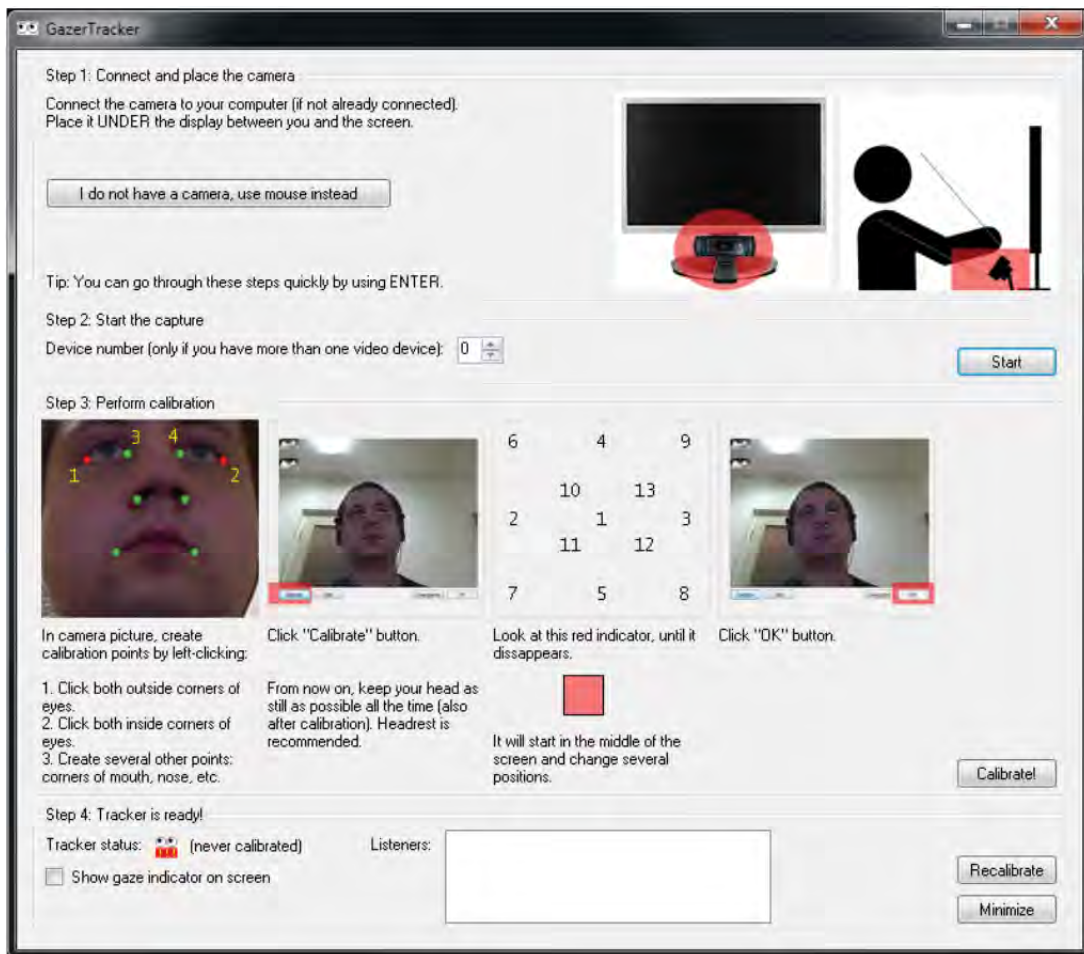 GazerTracker
Step 1: Connect and place the camera
Connect the camera to your computer (if not already connected).
Place it UNDER the display between you and the screen.
I do not have a camera, use mouse instead
Tip: You can go through these steps quickly by using ENTER.
Step 2: Start the capture
Device number (only if you have more than one video device): 0
Start
Step 3: Perform calibration
3 4
1 2
6 4 9
10 13
2 1 3
11 12
7 5 8
In camera picture, create
calibration points by left-clicking:
1. Click both outside corners of
eyes.
2. Click both inside corners of
eyes.
3. Create several other points:
corners of mouth, nose, etc.
Click "Calibrate" button.
From now on, keep your head as
still as possible all the time (also
after calibration). Headrest is
recommended.
Look at this red indicator, until it
dissappears.
It will start in the middle of the
screen and change several
positions.
Click "OK" button.
Calibrate!
Step 4: Tracker is ready!
Tracker status: (never calibrated)
Listeners:
Show gaze indicator on screen
Recalibrate
Minimize